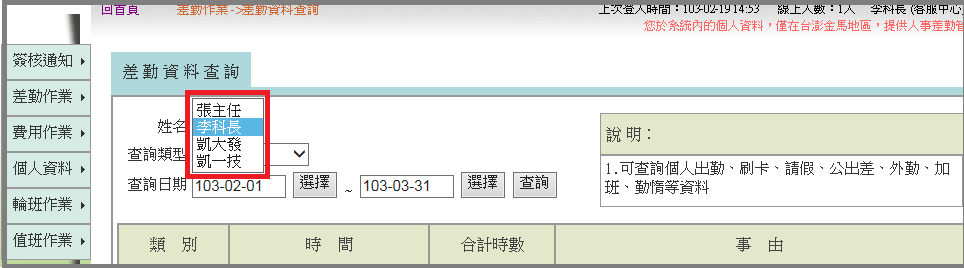 回首頁 差勤作業->差勤資料查詢 上次登入時間：103-02-19 14:53 線上人數：1人 李科長 (客服中心)
您於系統內的個人資料，僅在台澎金馬地區，提供人事差勤
簽核通知
差勤作業
費用作業
個人資料
輪班作業
值班作業
差勤資料查詢
姓名
張主任
李科長
凱大發
凱一技
查詢類型
查詢日期 103-02-01 選擇 ~ 103-03-31 選擇 查詢
說明：
1.可查詢個人出勤、刷卡、請假、公出差、外勤、加
班、勤惰等資料
類 別 時 間 合計時數 事 由